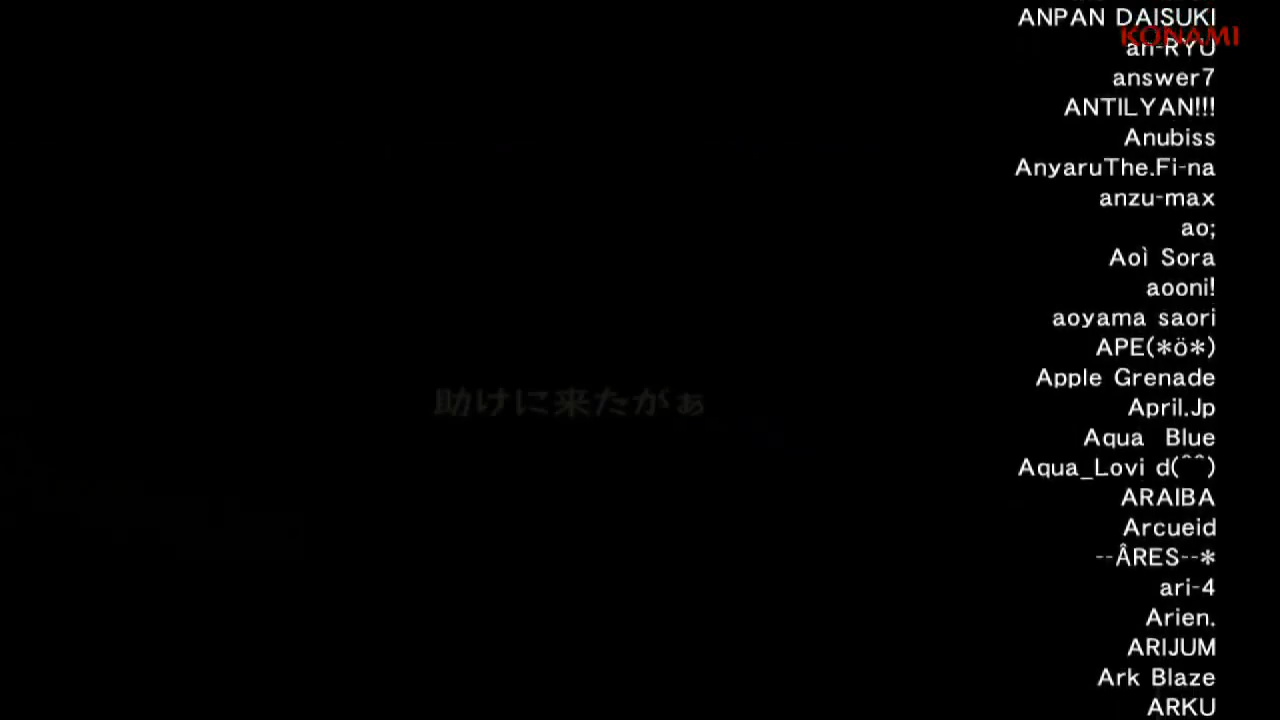 ANPAN DAISUKI
KONAMI
an-RYU
answer7
ANTILYAN!!!
Anubiss
AnyaruThe.Fi-na
anzu-max
ao;
Aoì Sora
aooni!
aoyama saori
APE(*ö*)
Apple Grenade
助けに来たがぁ
April.Jp
Aqua  Blue
Aqua_Lovi d(^^)
ARAIBA
Arcueid
--ÂRES--*
ari-4
Arien.
ARIJUM
Ark Blaze
ARKU